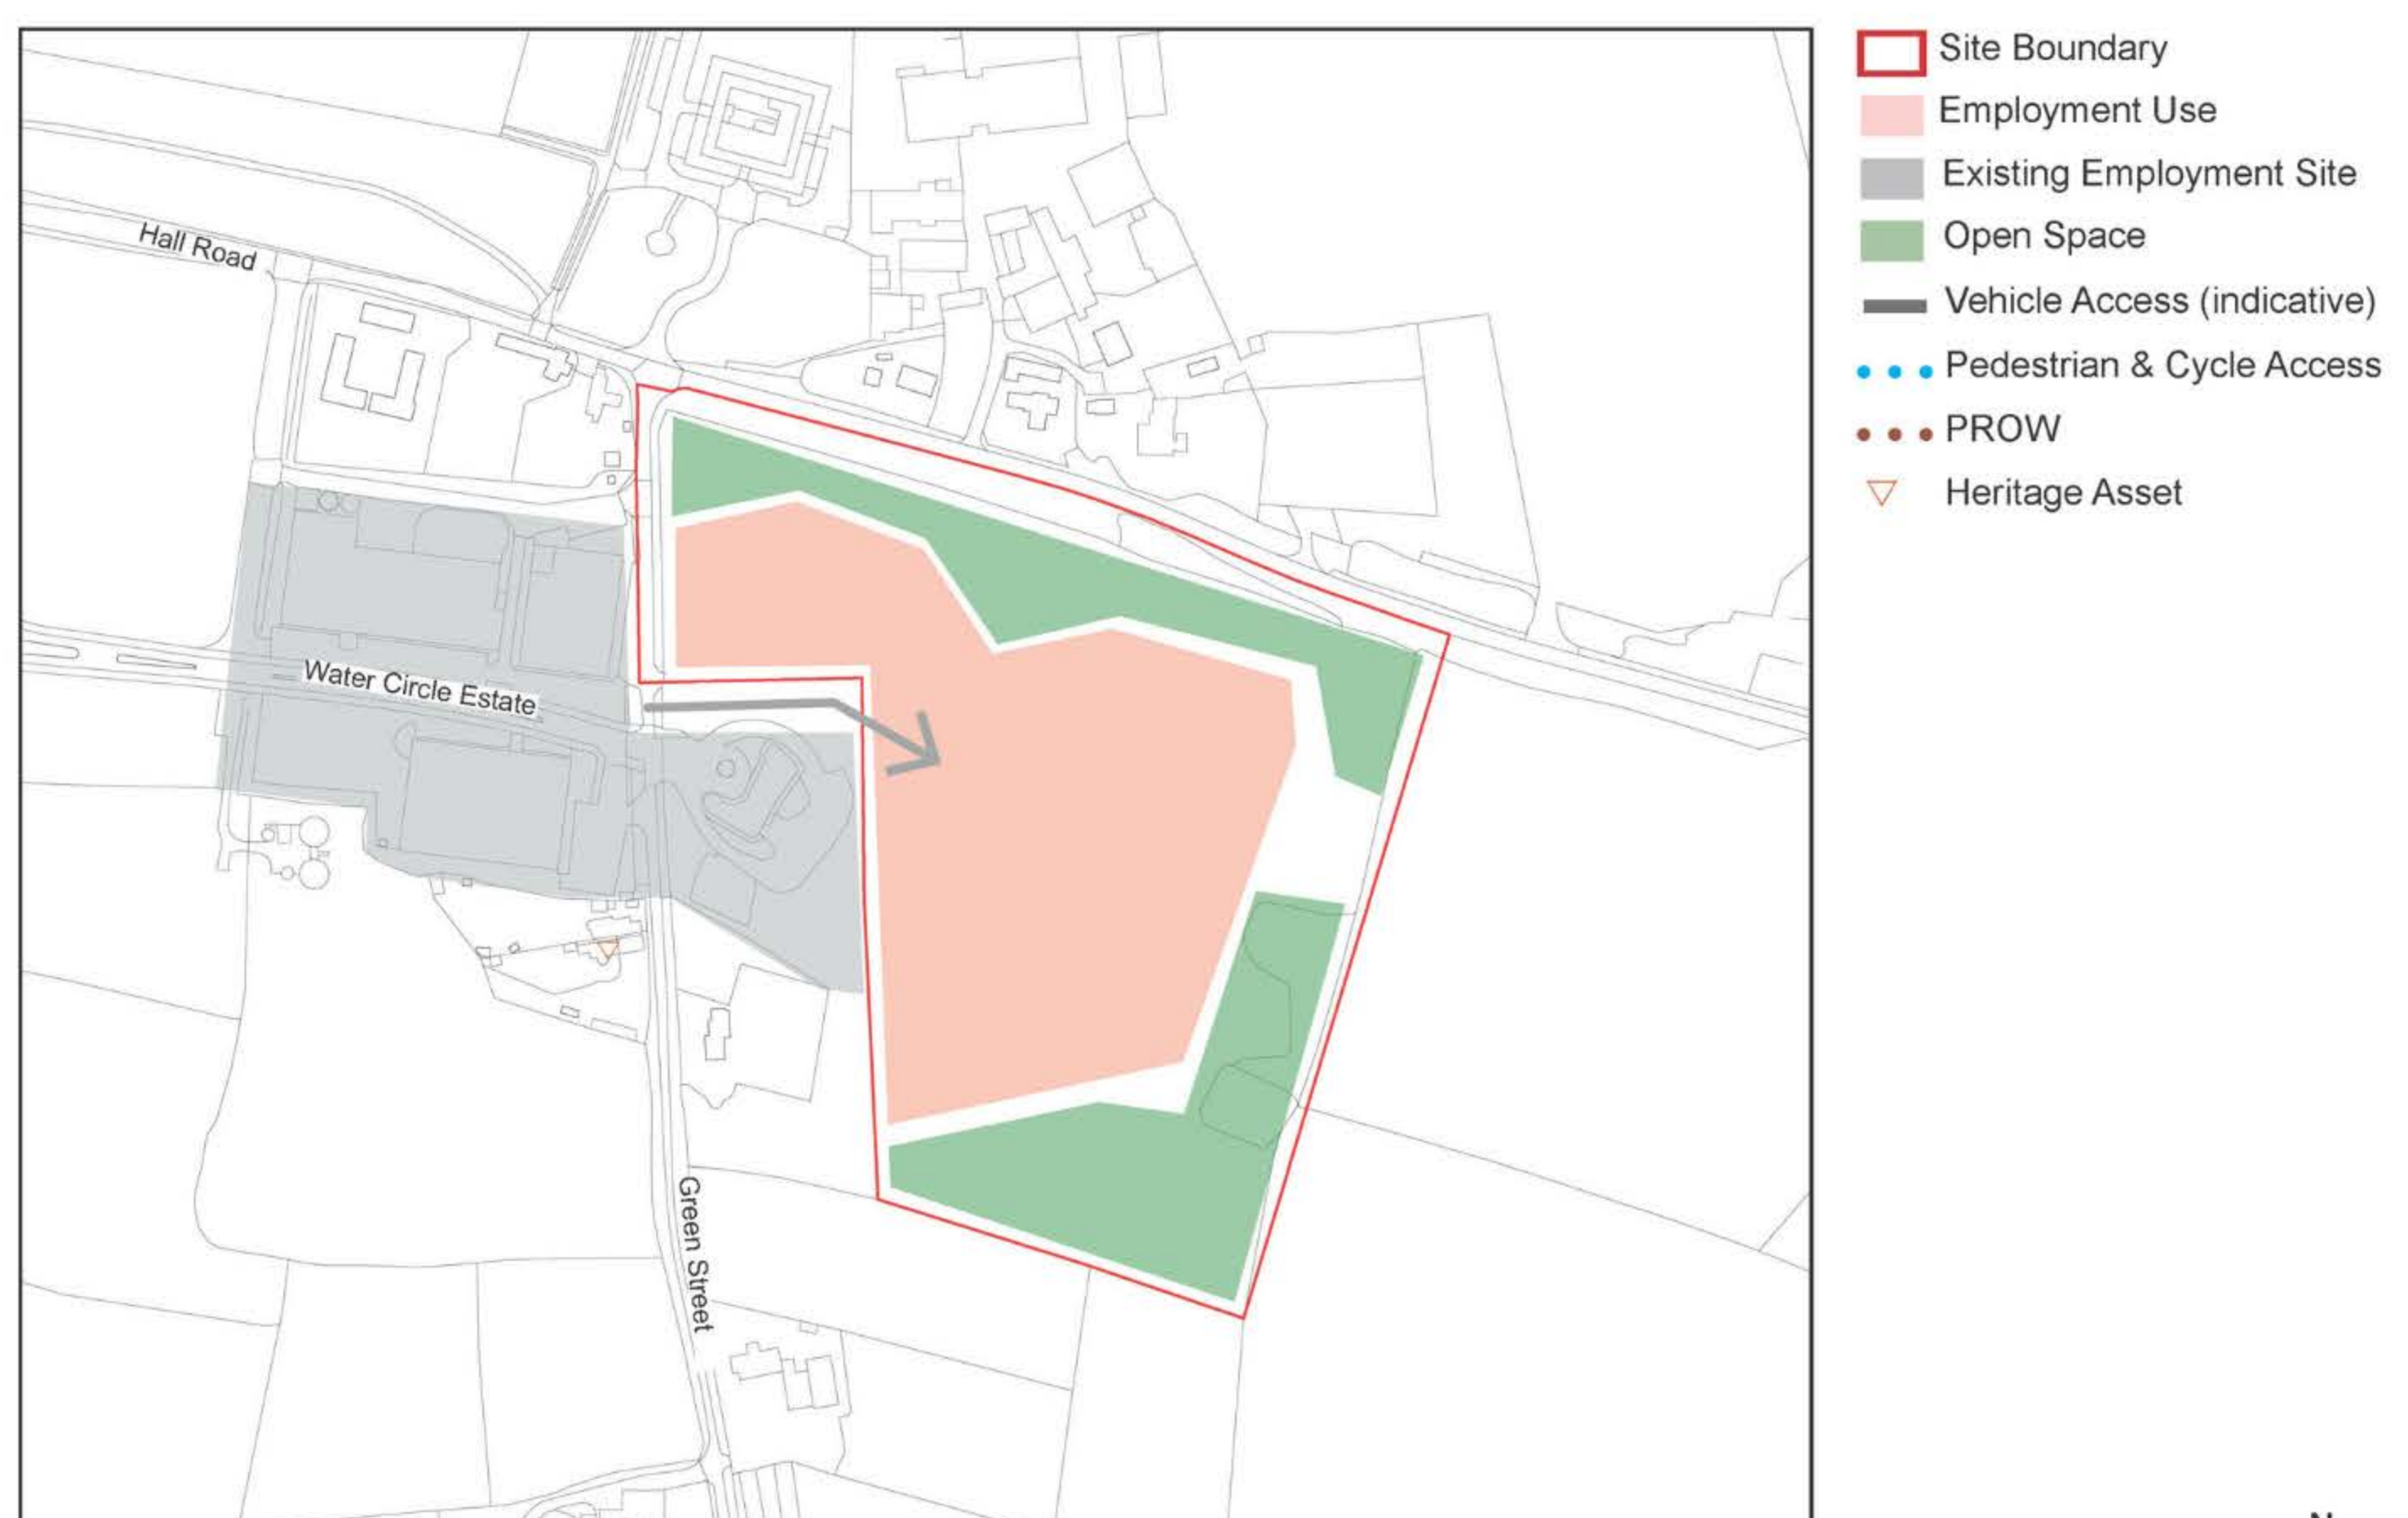 Site Boundary
Employment Use
Existing Employment Site
Open Space
Vehicle Access (indicative)
Pedestrian & Cycle Access
PROW
Heritage Asset
Hall Road
Water Circle Estate
Green Street
N